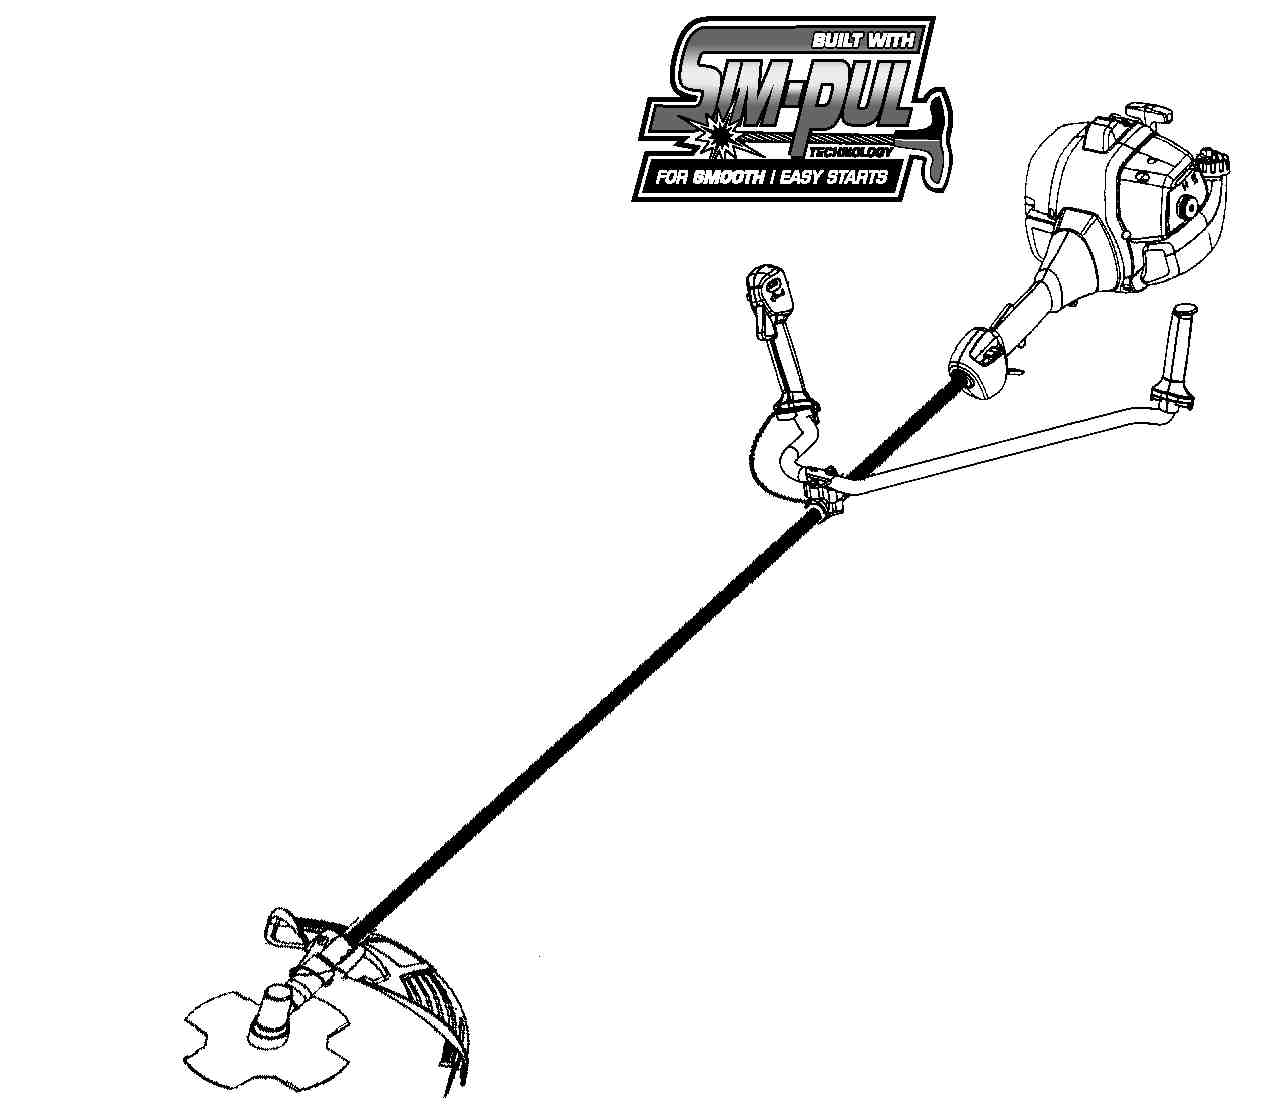 BUILT WITH
SIM-PUL
TECHNOLOGY
FOR SMOOTH / EASY STARTS